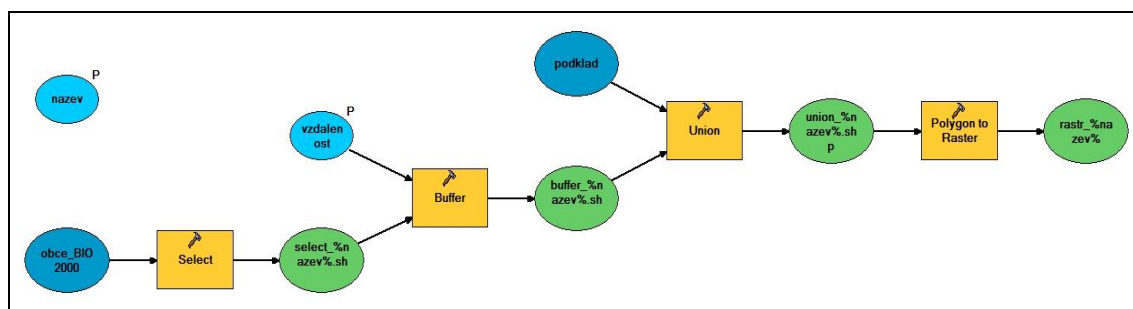 P
nazev
P
vzdalen
ost
podklad
Union
union_%n
azev%.sh
p
Polygon to
Raster
rastr_%na
zev%
Buffer
buffer_%n
azev%.sh
obce_BIO
2000
Select
select_%n
azev%.sh